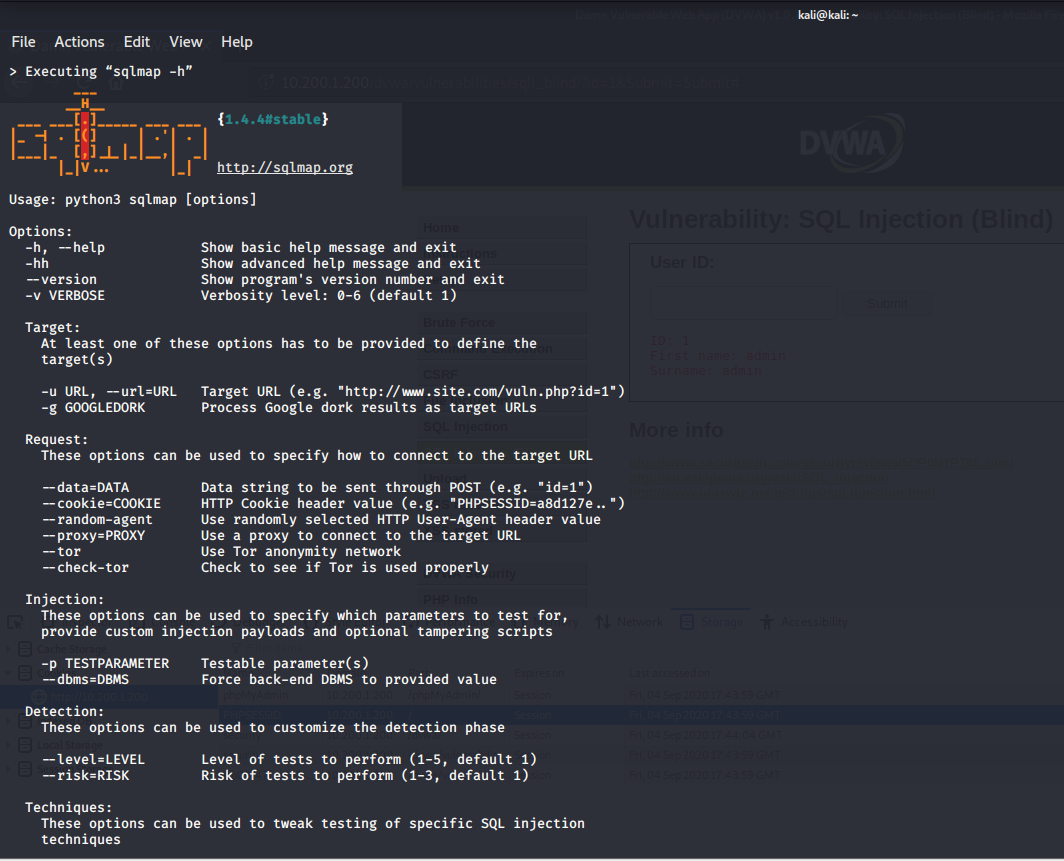 kali@kali: ~
File Actions Edit View Help
> Executing “sqlmap -h”
{1.4.4#stable}
http://sqlmap.org
Usage: python3 sqlmap [options]
Options:
-h, --help Show basic help message and exit
-hh Show advanced help message and exit
--version Show program's version number and exit
-v VERBOSE Verbosity level: 0-6 (default 1)
Target:
At least one of these options has to be provided to define the
target(s)
-u URL, --url=URL Target URL (e.g. "http://www.site.com/vuln.php?id=1")
-g GOOGLEDORK Process Google dork results as target URLs
Request:
These options can be used to specify how to connect to the target URL
--data=DATA Data string to be sent through POST (e.g. "id=1")
--cookie=COOKIE HTTP Cookie header value (e.g. "PHPSESSID=a8d127e..")
--random-agent Use randomly selected HTTP User-Agent header value
--proxy=PROXY Use a proxy to connect to the target URL
--tor Use Tor anonymity network
--check-tor Check to see if Tor is used properly
Injection:
These options can be used to specify which parameters to test for,
provide custom injection payloads and optional tampering scripts
-p TESTPARAMETER Testable parameter(s)
--dbms=DBMS Force back-end DBMS to provided value
Detection:
These options can be used to customize the detection phase
--level=LEVEL Level of tests to perform (1-5, default 1)
--risk=RISK Risk of tests to perform (1-3, default 1)
Techniques:
These options can be used to tweak testing of specific SQL injection
techniques
DVWA
Vulnerability: SQL Injection (Blind)
User ID:
Submit
ID: 1
First name: admin
Surname: admin
More info
Home
Brute Force
Command Execution
CSRF
SQL Injection
DVWA Security
PHP Info
Network
Storage
Accessibility
Cache Storage
Local Storage